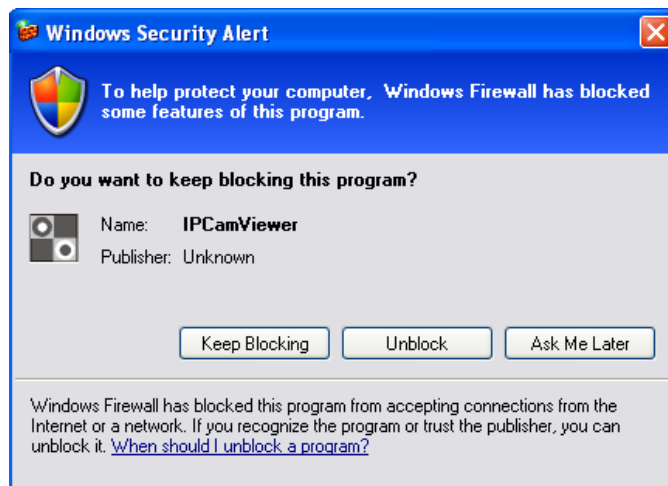 Windows Security Alert
To help protect your computer, Windows Firewall has blocked
some features of this program.
Do you want to keep blocking this program?
Name: IPCamViewer
Publisher: Unknown
Keep Blocking Unblock Ask Me Later
Windows Firewall has blocked this program from accepting connections from the
Internet or a network. If you recognize the program or trust the publisher, you can
unblock it. When should I unblock a program?